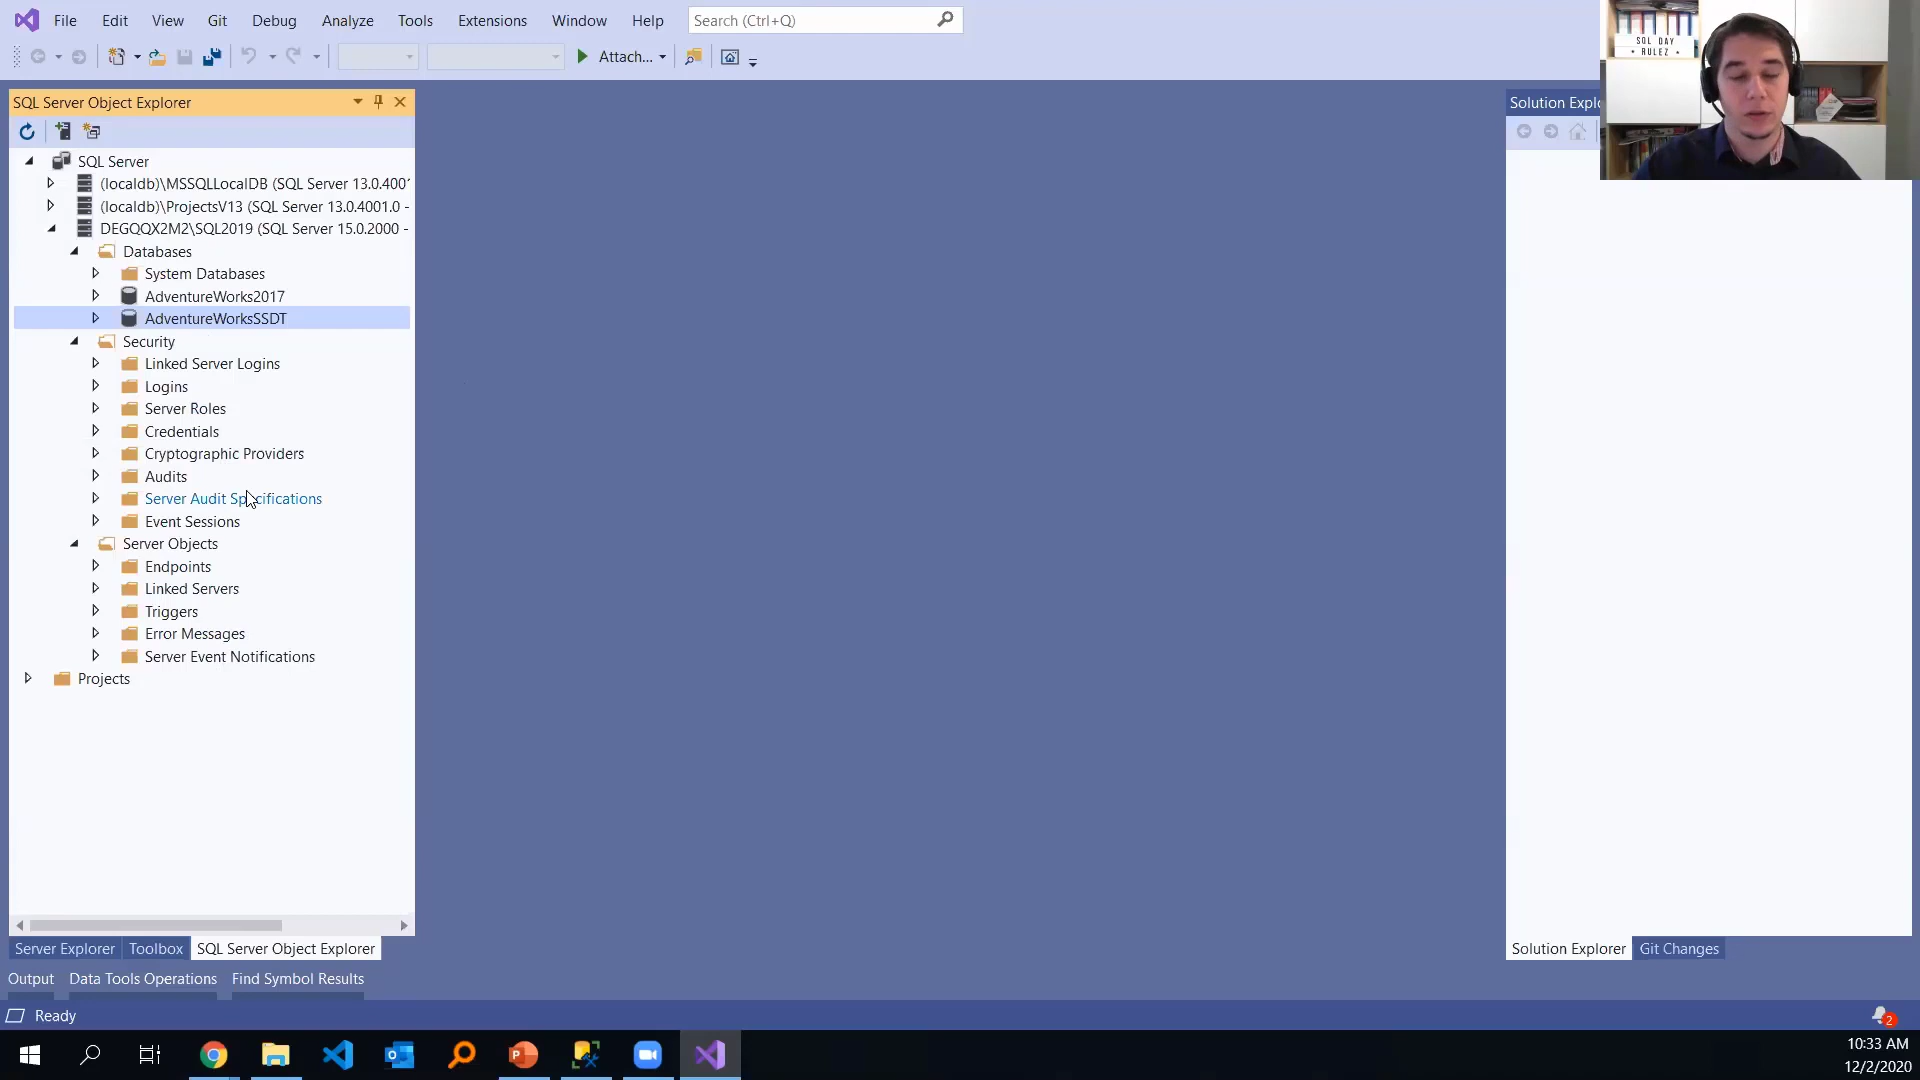 File Edit View Git Debug Analyze Tools Extensions Window Help Search (Ctrl+Q)
Attach...
SQL Server Object Explorer
SQL Server
(localdb)\MSSQLLocalDB (SQL Server 13.0.4001
(localdb)\ProjectsV13 (SQL Server 13.0.4001.0 -
DEGQQX2M2\SQL2019 (SQL Server 15.0.2000 -
Databases
System Databases
AdventureWorks2017
AdventureWorksSSDT
Security
Linked Server Logins
Logins
Server Roles
Credentials
Cryptographic Providers
Audits
Server Audit Specifications
Event Sessions
Server Objects
Endpoints
Linked Servers
Triggers
Error Messages
Server Event Notifications
Projects
Server Explorer Toolbox SQL Server Object Explorer
Output Data Tools Operations Find Symbol Results
Ready
Solution Explo
SQL DAY
• RULEZ •
Solution Explorer Git Changes
2
10:33 AM
12/2/2020